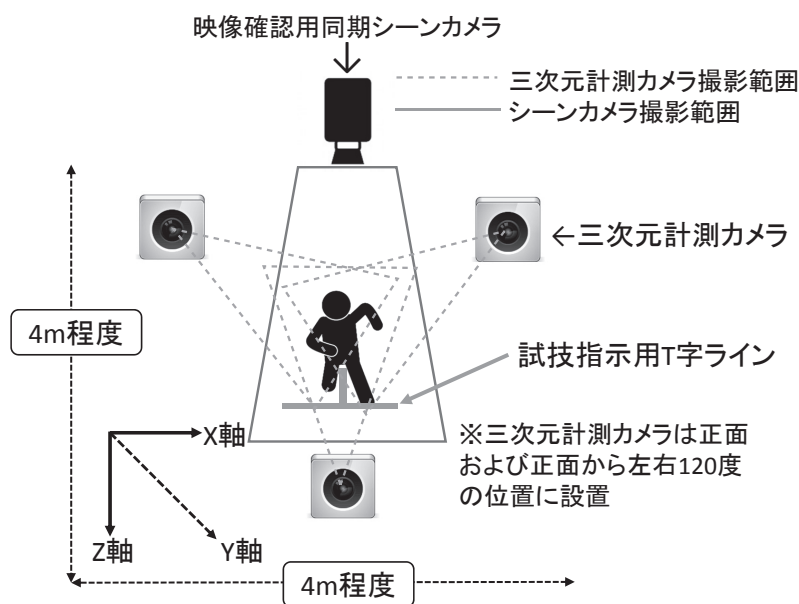 映像確認用同期シーンカメラ
三次元計測カメラ撮影範囲
シーンカメラ撮影範囲
←三次元計測カメラ
4m程度
試技指示用T字ライン
X軸
※三次元計測カメラは正面
および正面から左右120度
の位置に設置
Z軸
Y軸
4m程度